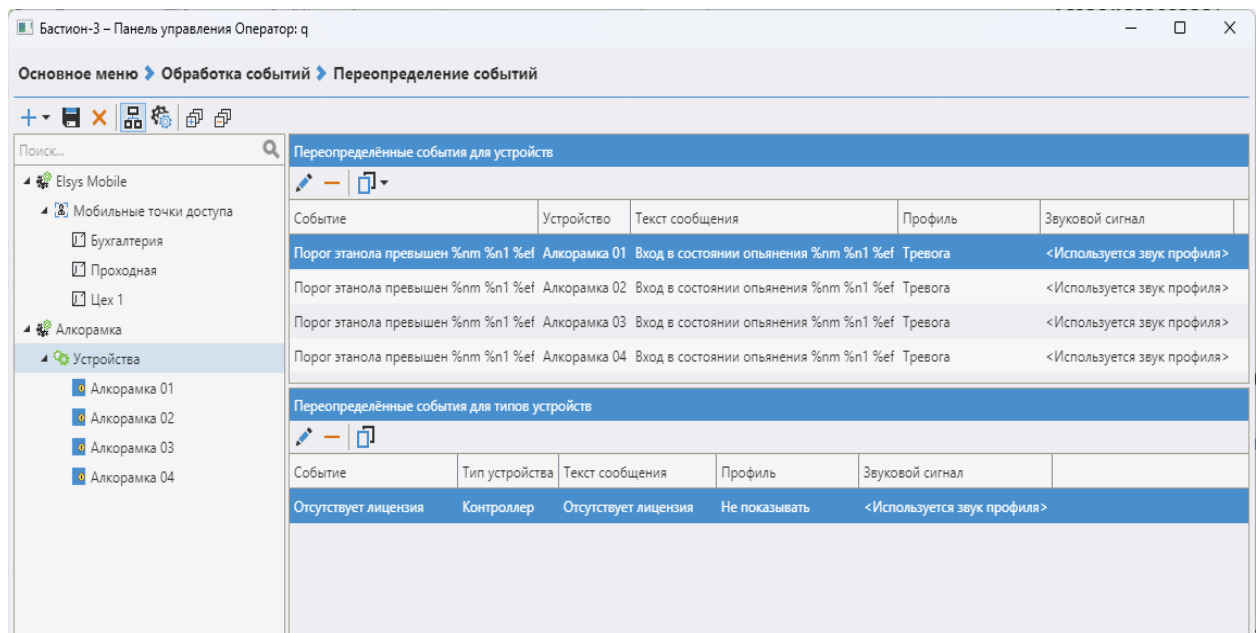 Бастион-3 – Панель управления Оператор: q
Основное меню Обработка событий Переопределение событий
Поиск...
Elsys Mobile
Мобильные точки доступа
Бухгалтерия
Проходная
Цех 1
Алкорамка
Устройства
Алкорамка 01
Алкорамка 02
Алкорамка 03
Алкорамка 04
Переопределённые события для устройств
Событие Устройство Текст сообщения Профиль Звуковой сигнал
Порог этанола превышен %nm %n1 %ef Алкорамка 01 Вход в состоянии опьянения %nm %n1 %ef Тревога <Используется звук профиля>
Порог этанола превышен %nm %n1 %ef Алкорамка 02 Вход в состоянии опьянения %nm %n1 %ef Тревога <Используется звук профиля>
Порог этанола превышен %nm %n1 %ef Алкорамка 03 Вход в состоянии опьянения %nm %n1 %ef Тревога <Используется звук профиля>
Порог этанола превышен %nm %n1 %ef Алкорамка 04 Вход в состоянии опьянения %nm %n1 %ef Тревога <Используется звук профиля>
Переопределённые события для типов устройств
Событие Тип устройства Текст сообщения Профиль Звуковой сигнал
Отсутствует лицензия Контроллер Отсутствует лицензия Не показывать <Используется звук профиля>